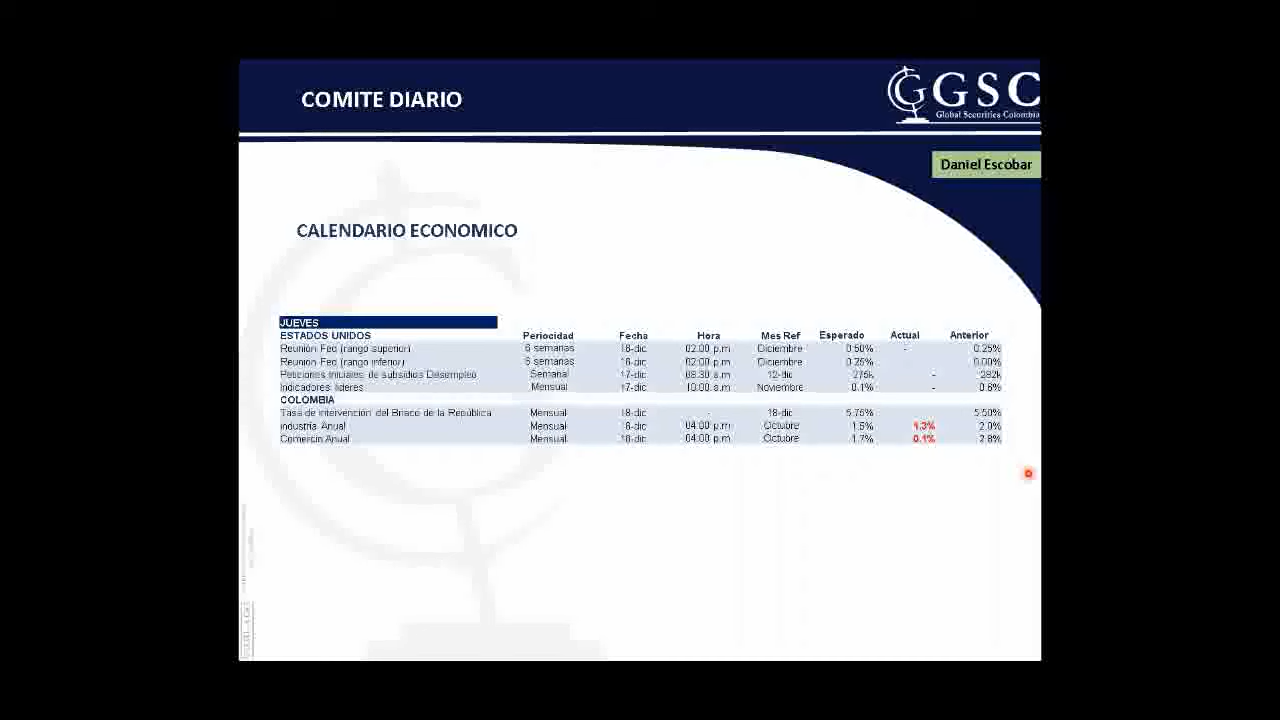 COMITE DIARIO
GSC
Global Securities Colombia
Daniel Escobar
CALENDARIO ECONOMICO
JUEVES
ESTADOS UNIDOS Periocidad Fecha Hora Mes Ref Esperado Actual Anterior
Reunión Fed (rango superior) 6 semanas 16-dic 02:00 p.m Diciembre 0.50% - 0.25%
Reunión Fed (rango inferior) 6 semanas 16-dic 02:00 p.m Diciembre 0.25% 0.00%
Peticiones iniciales de subsidios Desempleo Semanal 17-dic 08:30 a.m 12-dic 275k - 282k
Indicadores líderes Mensual 17-dic 10:00 a.m Noviembre 0.1% - 0.6%
COLOMBIA
Tasa de intervención del Bnaco de la República Mensual 18-dic - 18-dic 5.75% 5.50%
Industria Anual Mensual 16-dic 04:00 p.m Octubre 1.5% 1.3% 2.0%
Comercio Anual Mensual 16-dic 04:00 p.m Octubre 1.7% 0.1% 2.8%